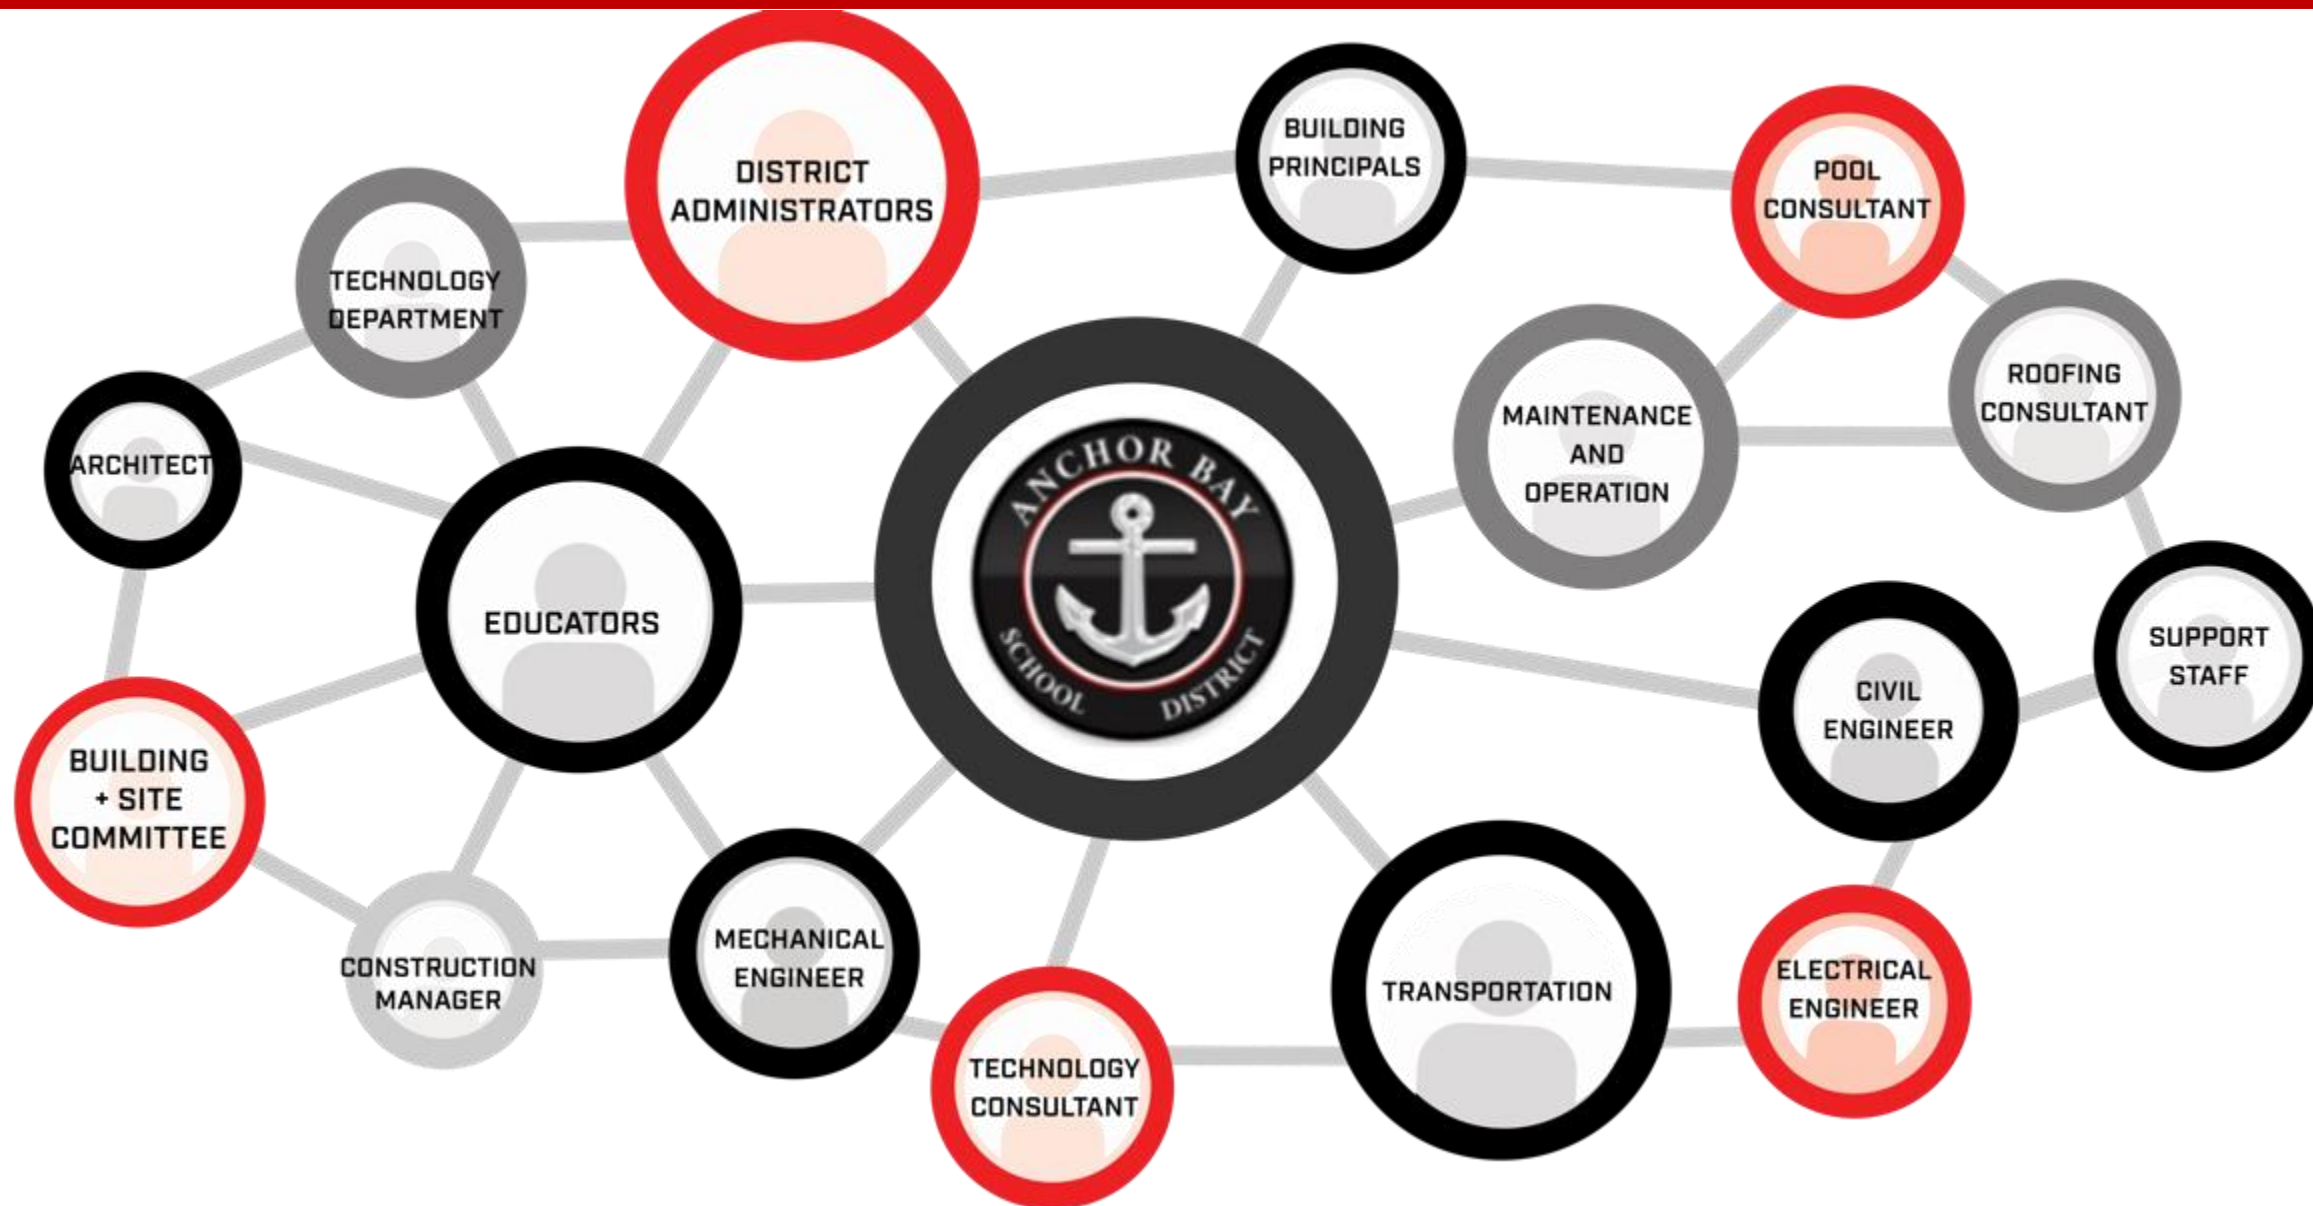 DISTRICT
ADMINISTRATORS
BUILDING
PRINCIPALS
POOL
CONSULTANT
TECHNOLOGY
DEPARTMENT
ROOFING
CONSULTANT
MAINTENANCE
AND
OPERATION
ARCHITECT
ANCHOR BAY
SCHOOL DISTRICT
EDUCATORS
SUPPORT
STAFF
CIVIL
ENGINEER
BUILDING
+ SITE
COMMITTEE
MECHANICAL
ENGINEER
CONSTRUCTION
MANAGER
TRANSPORTATION
ELECTRICAL
ENGINEER
TECHNOLOGY
CONSULTANT